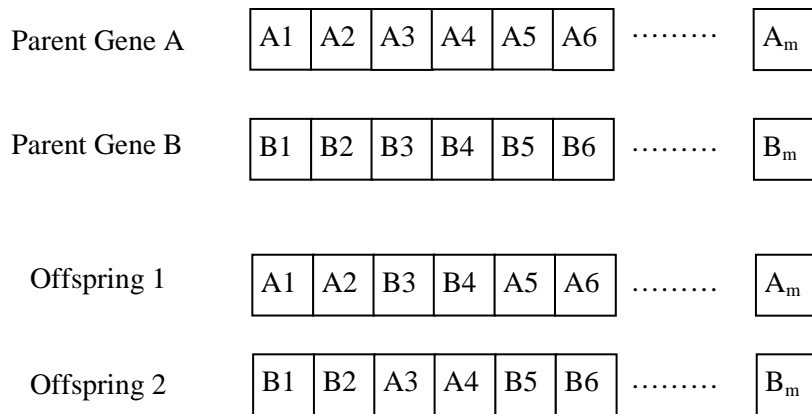 Parent Gene A A1 A2 A3 A4 A5 A6 ……… Am
Parent Gene B B1 B2 B3 B4 B5 B6 ……… Bm
Offspring 1 A1 A2 B3 B4 A5 A6 ……… Am
Offspring 2 B1 B2 A3 A4 B5 B6 ……… Bm